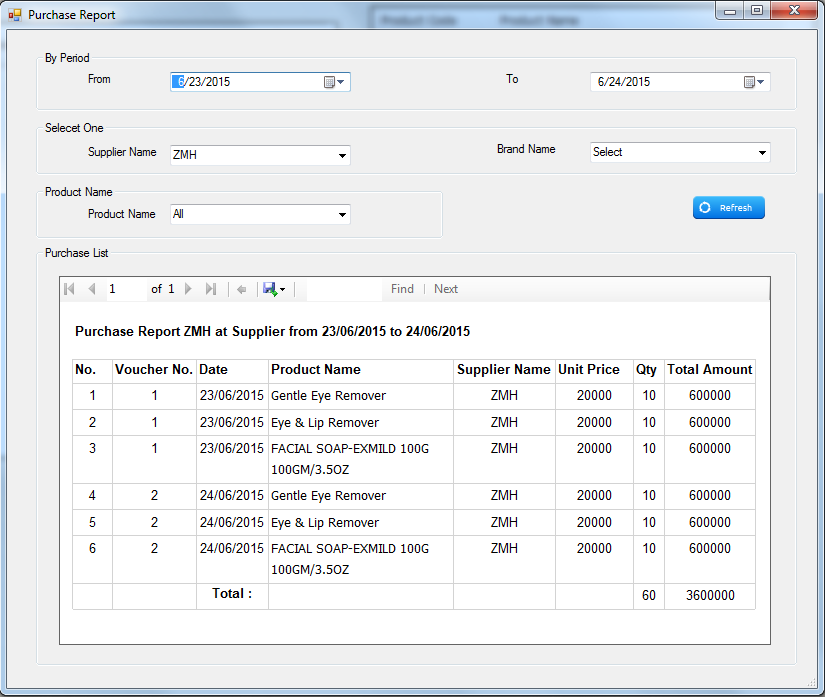 Purchase Report
Product Code Product Name
By Period
From 6/23/2015 To 6/24/2015
Selecet One
Supplier Name ZMH Brand Name Select
Product Name
Product Name All Refresh
Purchase List
1 of 1 Find | Next
Purchase Report ZMH at Supplier from 23/06/2015 to 24/06/2015
No. Voucher No. Date Product Name Supplier Name Unit Price Qty Total Amount
1 1 23/06/2015 Gentle Eye Remover ZMH 20000 10 600000
2 1 23/06/2015 Eye & Lip Remover ZMH 20000 10 600000
3 1 23/06/2015 FACIAL SOAP-EXMILD 100G ZMH 20000 10 600000
100GM/3.5OZ
4 2 24/06/2015 Gentle Eye Remover ZMH 20000 10 600000
5 2 24/06/2015 Eye & Lip Remover ZMH 20000 10 600000
6 2 24/06/2015 FACIAL SOAP-EXMILD 100G ZMH 20000 10 600000
100GM/3.5OZ
Total : 60 3600000